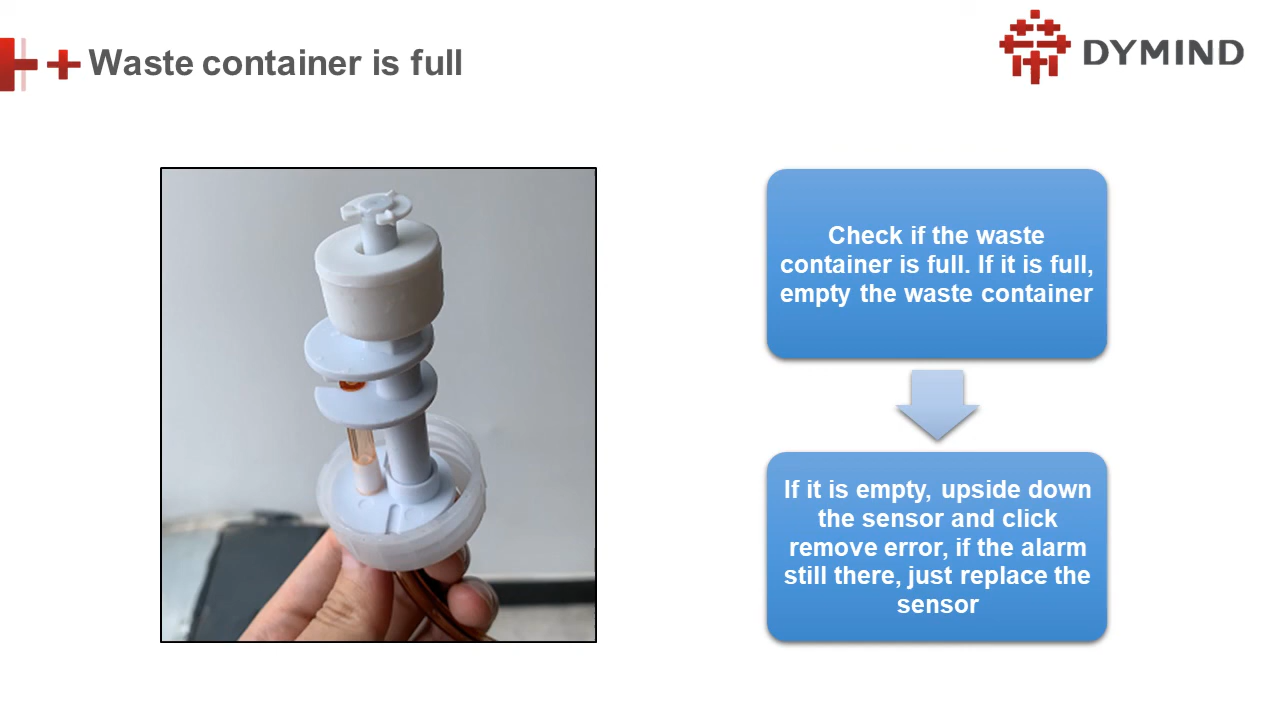 Waste container is full
DYMIND
Check if the waste
container is full. If it is full,
empty the waste container
If it is empty, upside down
the sensor and click
remove error, if the alarm
still there, just replace the
sensor